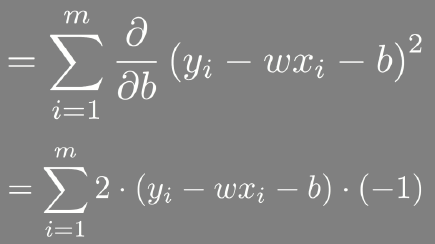 = \sum_{i=1}^{m} \frac{\partial}{\partial b} (y_i - wx_i - b)^2
= \sum_{i=1}^{m} 2 \cdot (y_i - wx_i - b) \cdot (-1)